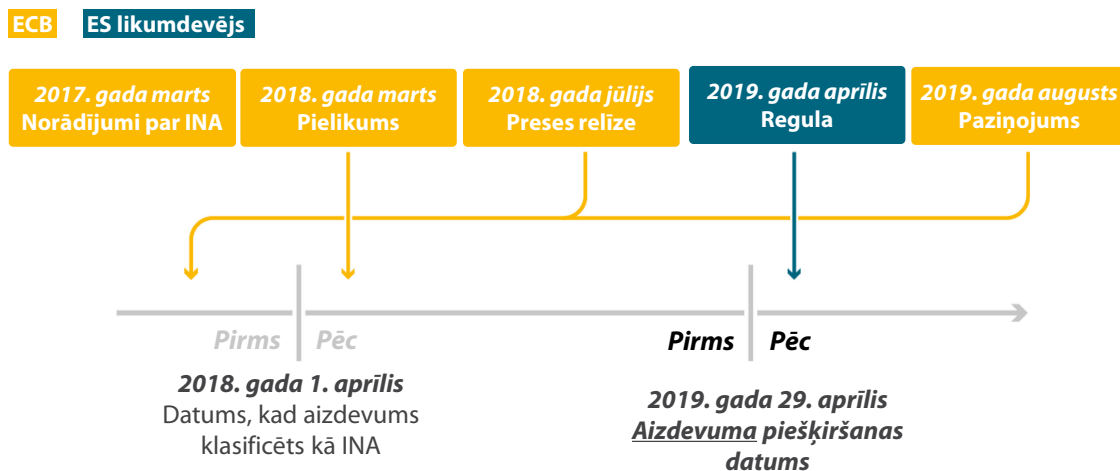 ECB ES likumdevējs
2017. gada marts
Norādījumi par INA
2018. gada marts
Pielikums
2018. gada jūlijs
Preses relīze
2019. gada aprīlis
Regula
2019. gada augusts
Paziņojums
Pirms Pēc
2018. gada 1. aprīlis
Datums, kad aizdevums
klasificēts kā INA
Pirms Pēc
2019. gada 29. aprīlis
Aizdevuma piešķiršanas
datums